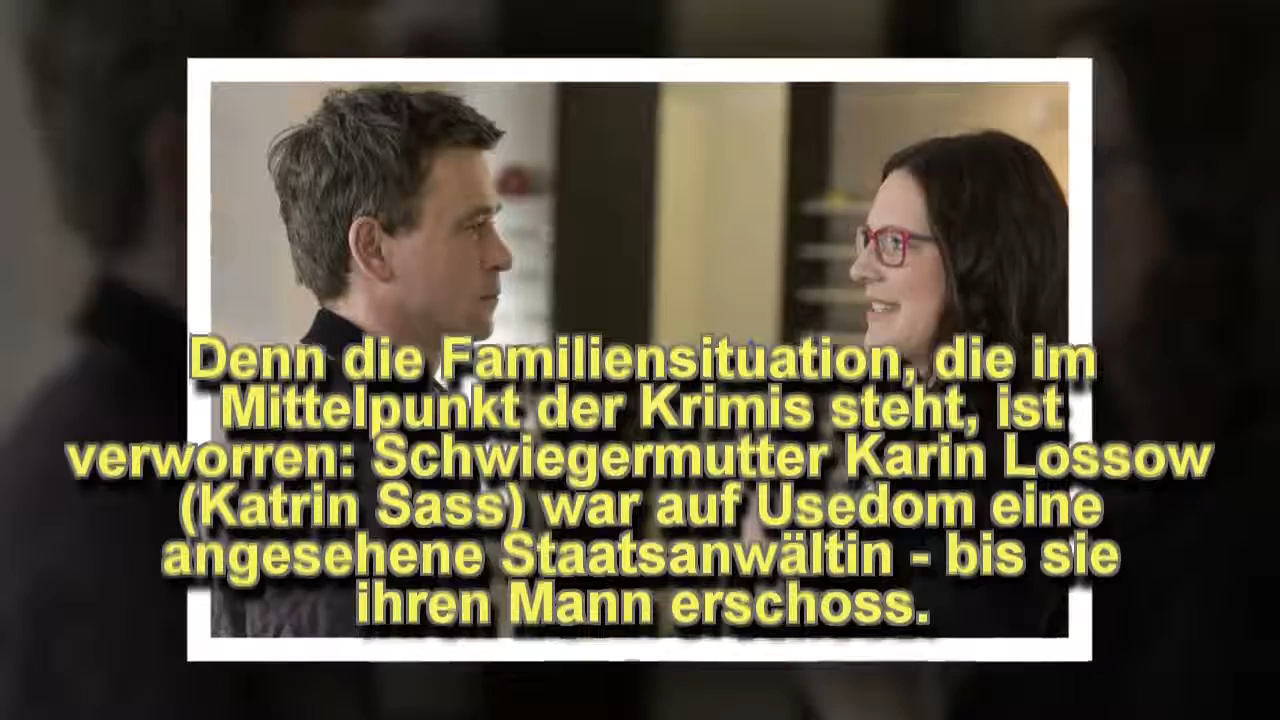 Denn die Familiensituation, die im
Mittelpunkt der Krimis steht, ist
verworren: Schwiegermutter Karin Lossow
(Katrin Sass) war auf Usedom eine
angesehene Staatsanwältin - bis sie
ihren Mann erschoss.